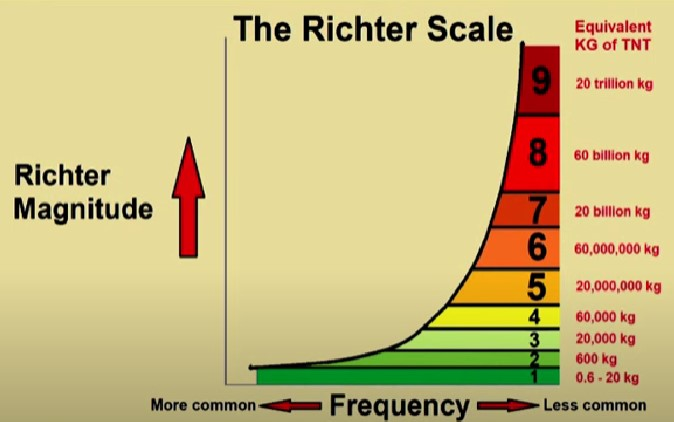 The Richter Scale
Equivalent
KG of TNT
9
20 trillion kg
8
60 billion kg
Richter
Magnitude
7
20 billion kg
6
60,000,000 kg
5
20,000,000 kg
4
60,000 kg
3
20,000 kg
2
600 kg
1
0.6 - 20 kg
More common
Frequency
Less common